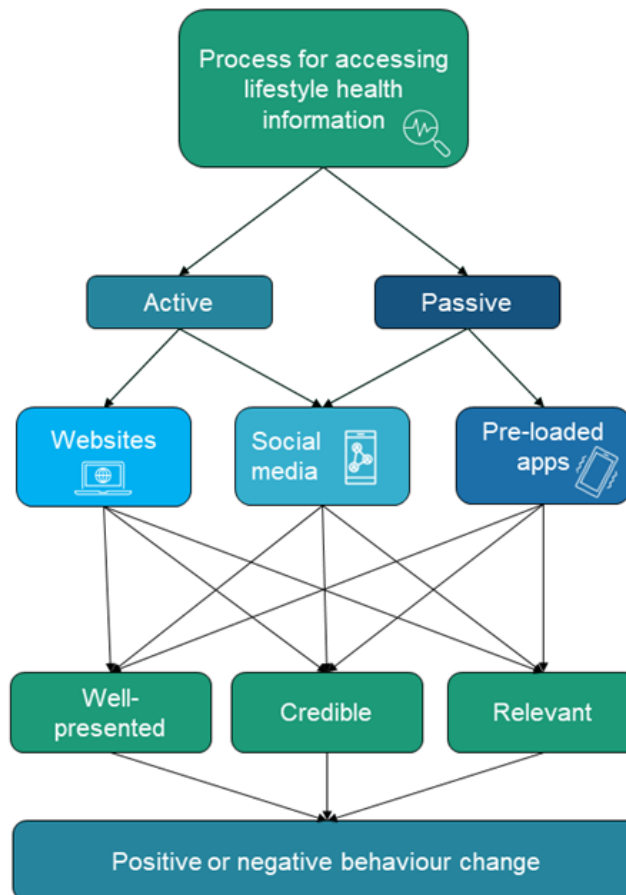 Process for accessing
lifestyle health
information
Active
Passive
Websites
Social
media
Pre-loaded
apps
Well-
presented
Credible
Relevant
Positive or negative behaviour change